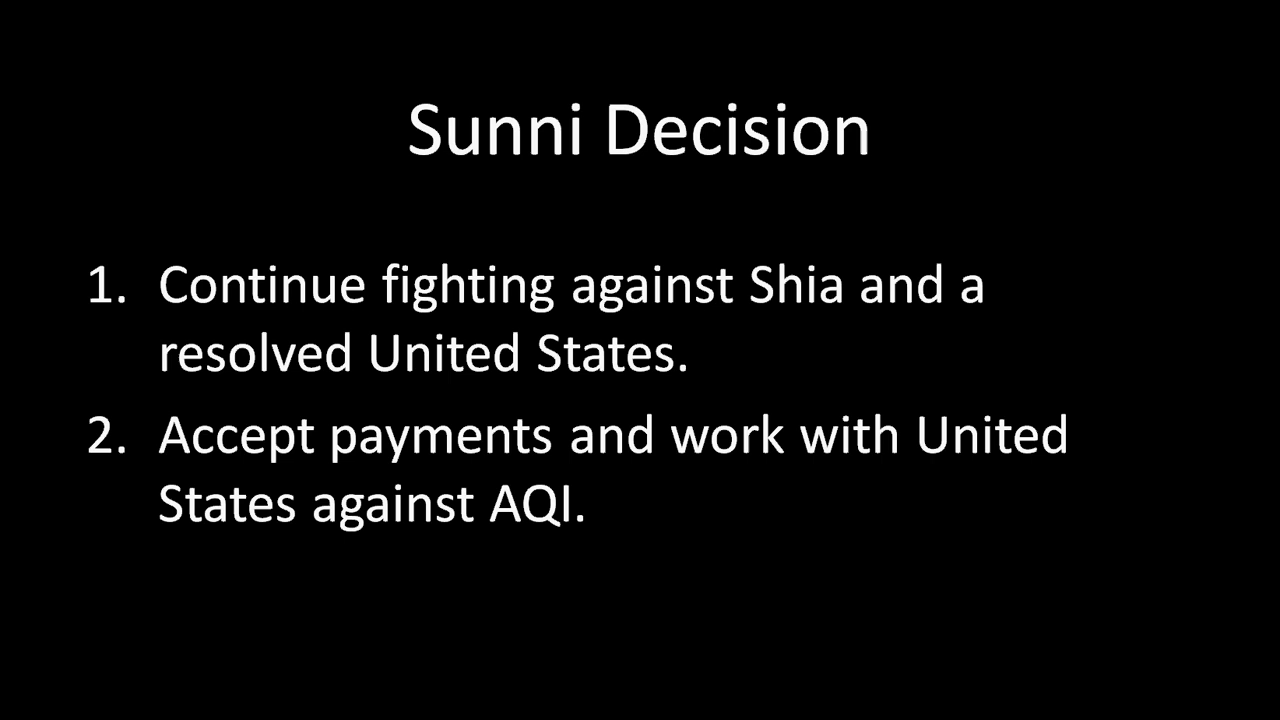 Sunni Decision
1. Continue fighting against Shia and a
resolved United States.
2. Accept payments and work with United
States against AQI.